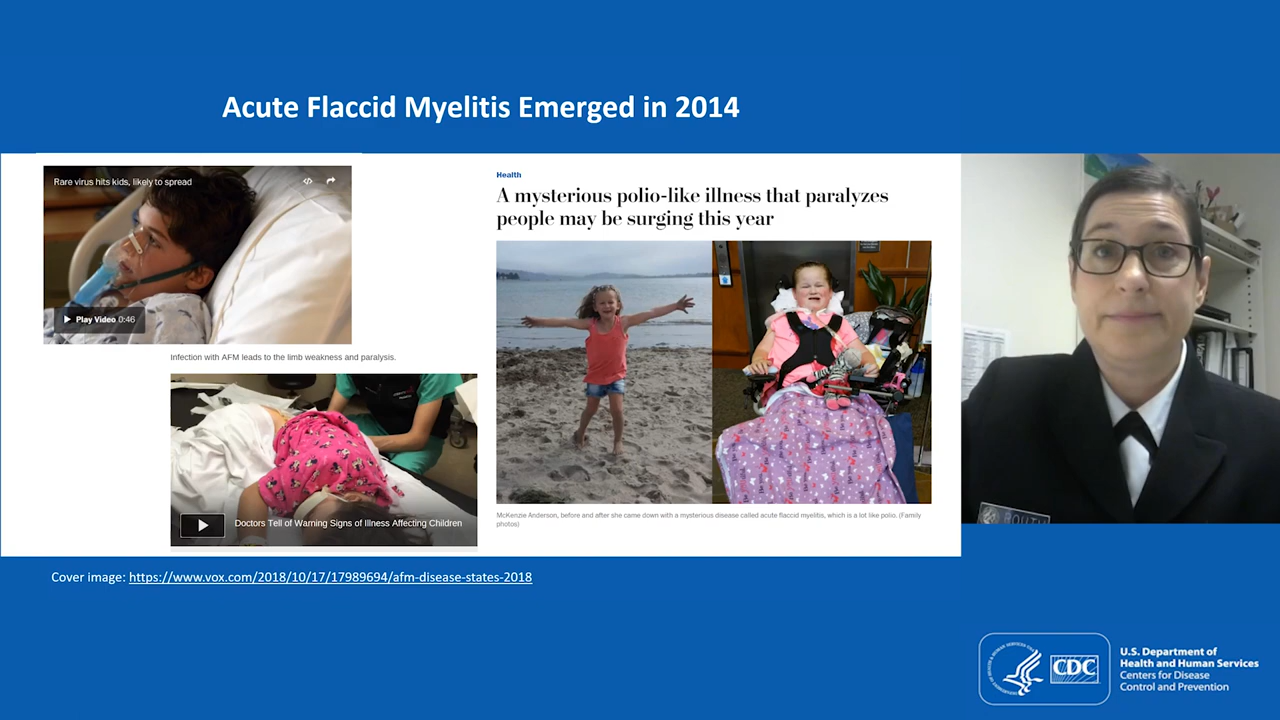 Acute Flaccid Myelitis Emerged in 2014
Rare virus hits kids, likely to spread
Play Video 0:46
Infection with AFM leads to the limb weakness and paralysis.
Doctors Tell of Warning Signs of Illness Affecting Children
Health
A mysterious polio-like illness that paralyzes
people may be surging this year
McKenzie Anderson, before and after she came down with a mysterious disease called acute flaccid myelitis, which is a lot like polio. (Family
photos)
Cover image: https://www.vox.com/2018/10/17/17989694/afm-disease-states-2018
CDC
U.S. Department of
Health and Human Services
Centers for Disease
Control and Prevention